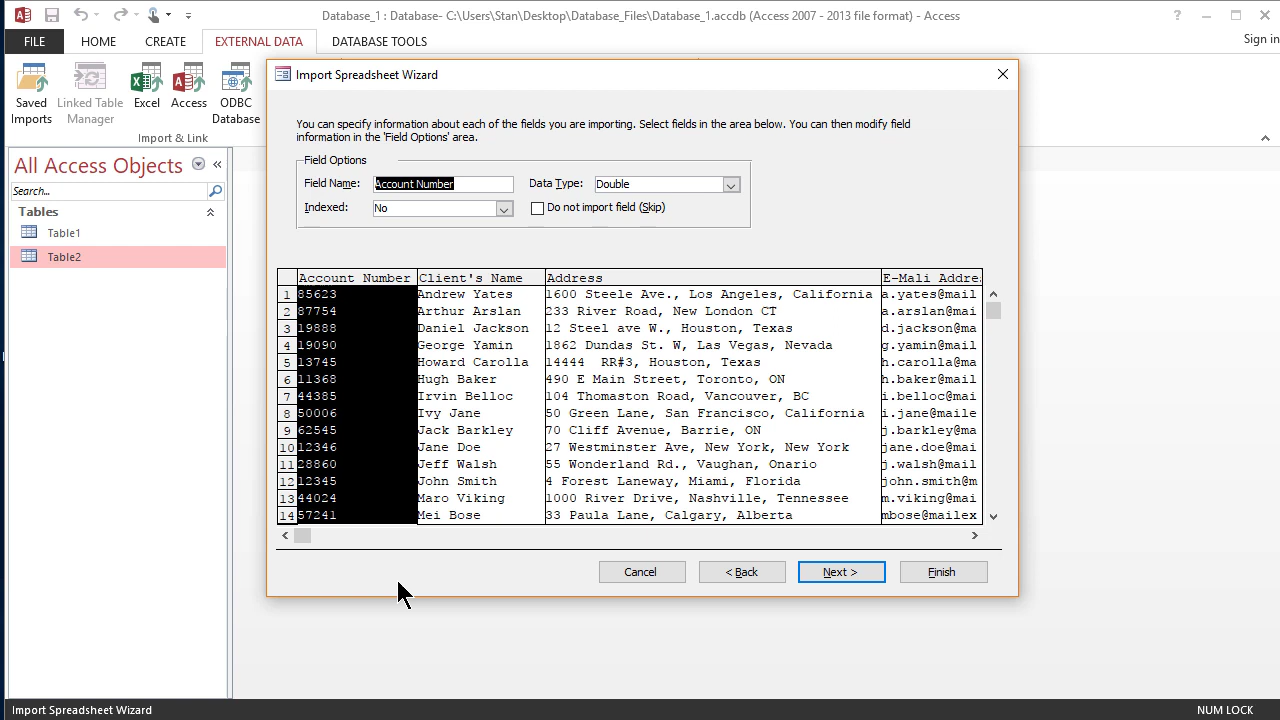 Database_1 : Database- C:\Users\Stan\Desktop\Database_Files\Database_1.accdb (Access 2007 - 2013 file format) - Access
FILE HOME CREATE EXTERNAL DATA DATABASE TOOLS Sign in
Saved Imports
Linked Table Manager
Excel
Access
ODBC Database
Import & Link
All Access Objects
Search...
Tables
Table1
Table2
Import Spreadsheet Wizard
You can specify information about each of the fields you are importing. Select fields in the area below. You can then modify field
information in the 'Field Options' area.
Field Options
Field Name: Account Number Data Type: Double
Indexed: No Do not import field (Skip)
Account Number Client's Name Address E-Mali Addre
1 85623 Andrew Yates 1600 Steele Ave., Los Angeles, California a.yates@mail
2 87754 Arthur Arslan 233 River Road, New London CT a.arslan@mai
3 19888 Daniel Jackson 12 Steel ave W., Houston, Texas d.jackson@ma
4 19090 George Yamin 1862 Dundas St. W, Las Vegas, Nevada g.yamin@mail
5 13745 Howard Carolla 14444 RR#3, Houston, Texas h.carolla@ma
6 11368 Hugh Baker 490 E Main Street, Toronto, ON h.baker@mail
7 44385 Irvin Belloc 104 Thomaston Road, Vancouver, BC i.belloc@mai
8 50006 Ivy Jane 50 Green Lane, San Francisco, California i.jane@maile
9 62545 Jack Barkley 70 Cliff Avenue, Barrie, ON j.barkley@ma
10 12346 Jane Doe 27 Westminster Ave, New York, New York jane.doe@mai
11 28860 Jeff Walsh 55 Wonderland Rd., Vaughan, Onario j.walsh@mail
12 12345 John Smith 4 Forest Laneway, Miami, Florida john.smith@m
13 44024 Maro Viking 1000 River Drive, Nashville, Tennessee m.viking@mai
14 57241 Mei Bose 33 Paula Lane, Calgary, Alberta mbose@mailex
Cancel < Back Next > Finish
Import Spreadsheet Wizard NUM LOCK